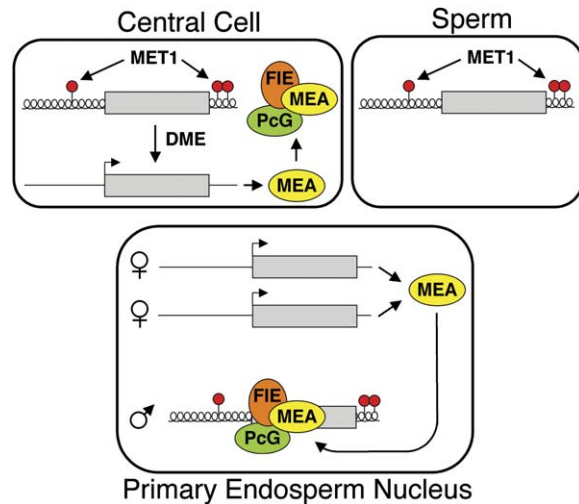 Central Cell
Sperm
MET1
FIE
MEA
PcG
DME
MEA
MET1
♀
♀
MEA
♂
FIE
MEA
PcG
Primary Endosperm Nucleus